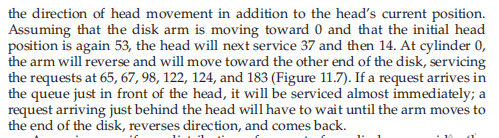 the direction of head movement in addition to the head's current position.
Assuming that the disk arm is moving toward 0 and that the initial head
position is again 53, the head will next service 37 and then 14. At cylinder 0,
the arm will reverse and will move toward the other end of the disk, servicing
the requests at 65, 67, 98, 122, 124, and 183 (Figure 11.7). If a request arrives in
the queue just in front of the head, it will be serviced almost immediately; a
request arriving just behind the head will have to wait until the arm moves to
the end of the disk, reverses direction, and comes back.